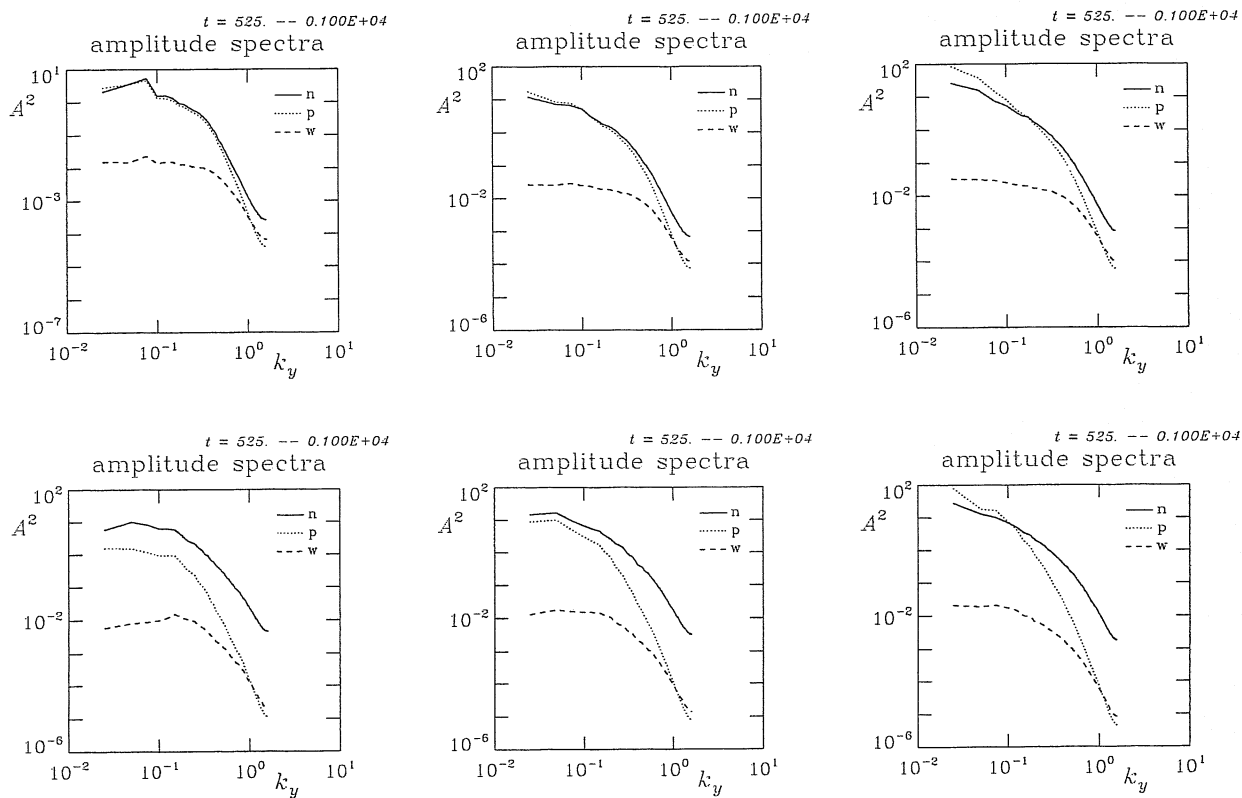 t = 525. -- 0.100E+04
amplitude spectra
10^1
A^2
10^-3
10^-7
n
p
w
10^-2 10^-1 10^0 10^1
k_y
t = 525. -- 0.100E+04
amplitude spectra
10^2
A^2
10^-2
10^-6
n
p
w
10^-2 10^-1 10^0 10^1
k_y
t = 525. -- 0.100E+04
amplitude spectra
10^2
A^2
10^-2
10^-6
n
p
w
10^-2 10^-1 10^0 10^1
k_y
t = 525. -- 0.100E+04
amplitude spectra
10^2
A^2
10^-2
10^-6
n
p
w
10^-2 10^-1 10^0 10^1
k_y
t = 525. -- 0.100E+04
amplitude spectra
10^2
A^2
10^-2
10^-6
n
p
w
10^-2 10^-1 10^0 10^1
k_y
t = 525. -- 0.100E+04
amplitude spectra
10^2
A^2
10^-2
10^-6
n
p
w
10^-2 10^-1 10^0 10^1
k_y